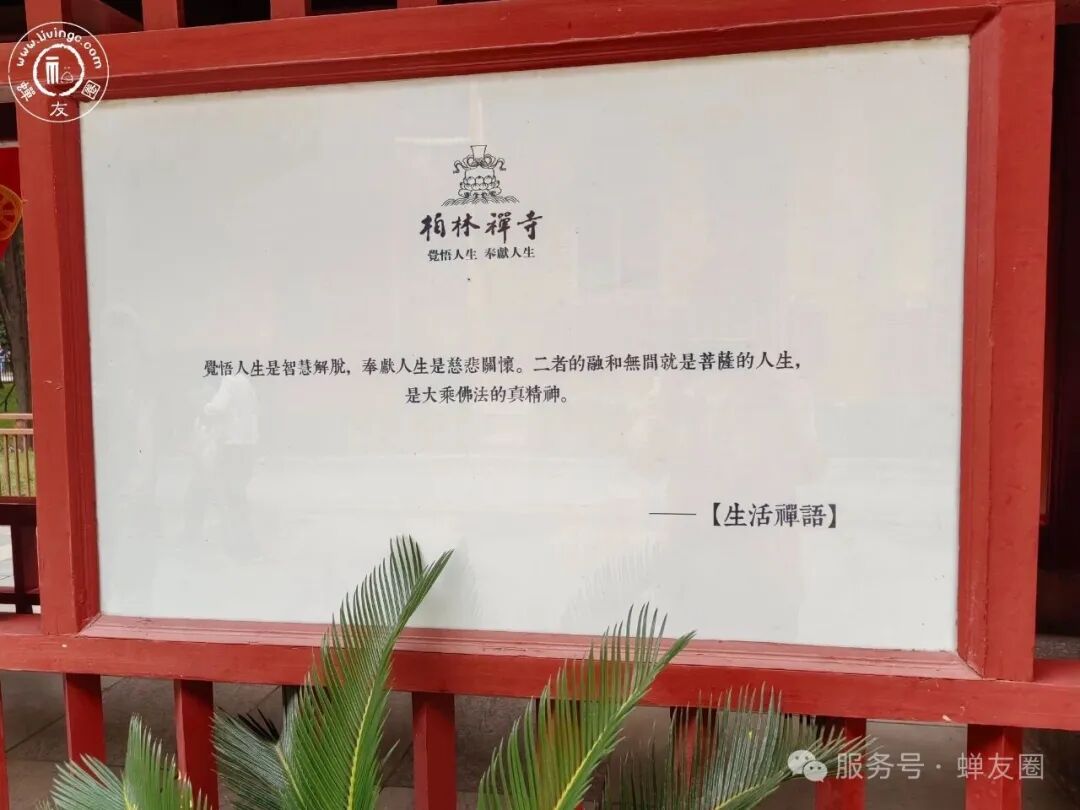 www.livingc.com
蝉友圈
柏林禪寺
覺悟人生 奉獻人生
覺悟人生是智慧解脫，奉獻人生是慈悲關懷。二者的融和無間就是菩薩的人生，
是大乘佛法的真精神。
——【生活禪語】
服务号 · 蝉友圈